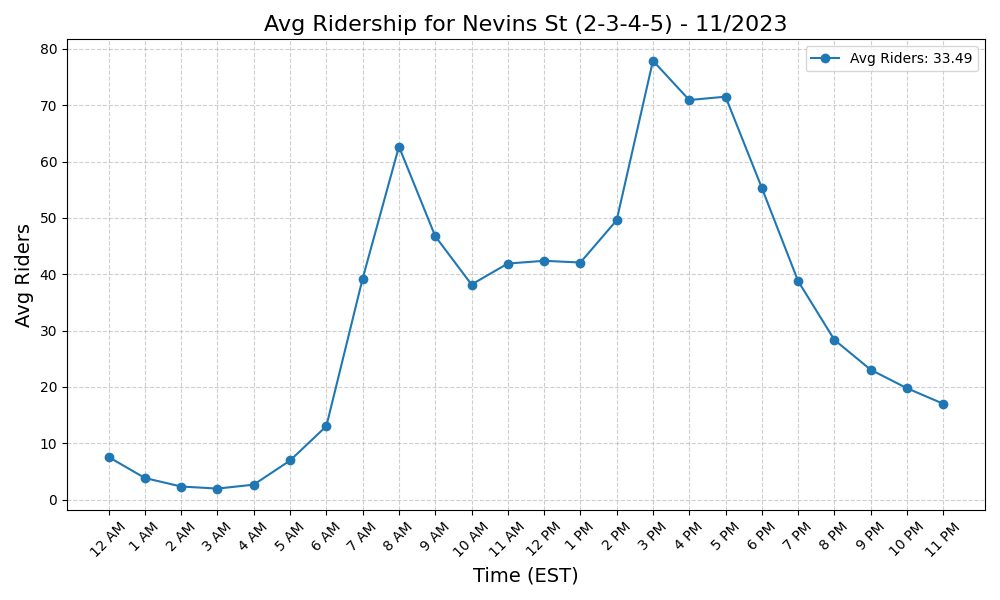 Avg Ridership for Nevins St (2-3-4-5) - 11/2023
Avg Riders: 33.49
Avg Riders
80
70
60
50
40
30
20
10
0
12 AM
1 AM
2 AM
3 AM
4 AM
5 AM
6 AM
7 AM
8 AM
9 AM
10 AM
11 AM
12 PM
1 PM
2 PM
3 PM
4 PM
5 PM
6 PM
7 PM
8 PM
9 PM
10 PM
11 PM
Time (EST)